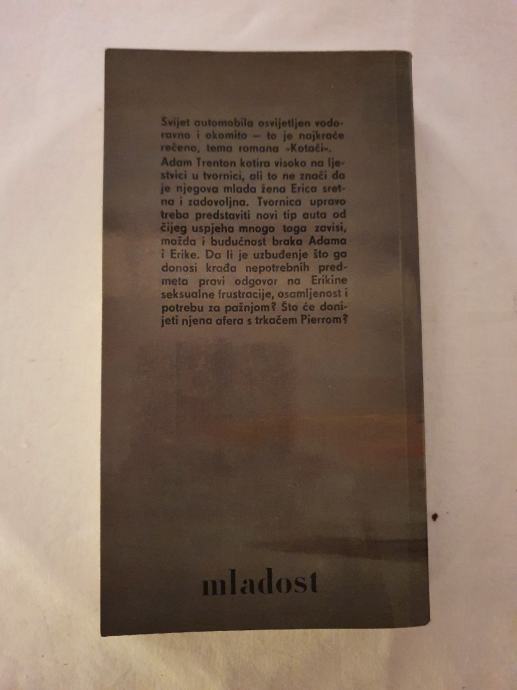 Svijet automobila osvijetljen vodo-
ravno i okomito — to je najkraće
rečeno, tema romana »Kotači«.
Adam Trenton kotira visoko na lje-
stvici u tvornici, ali to ne znači da
je njegova mlada žena Erica sret-
na i zadovoljna. Tvornica upravo
treba predstaviti novi tip auta od
čijeg uspjeha mnogo toga zavisi,
možda i budućnost braka Adama
i Erike. Da li je uzbuđenje što ga
donosi krađa nepotrebnih pred-
meta pravi odgovor na Erikine
seksualne frustracije, osamljenost i
potrebu za pažnjom? Što će doni-
jeti njena afera s trkačem Pierrom?
mladost